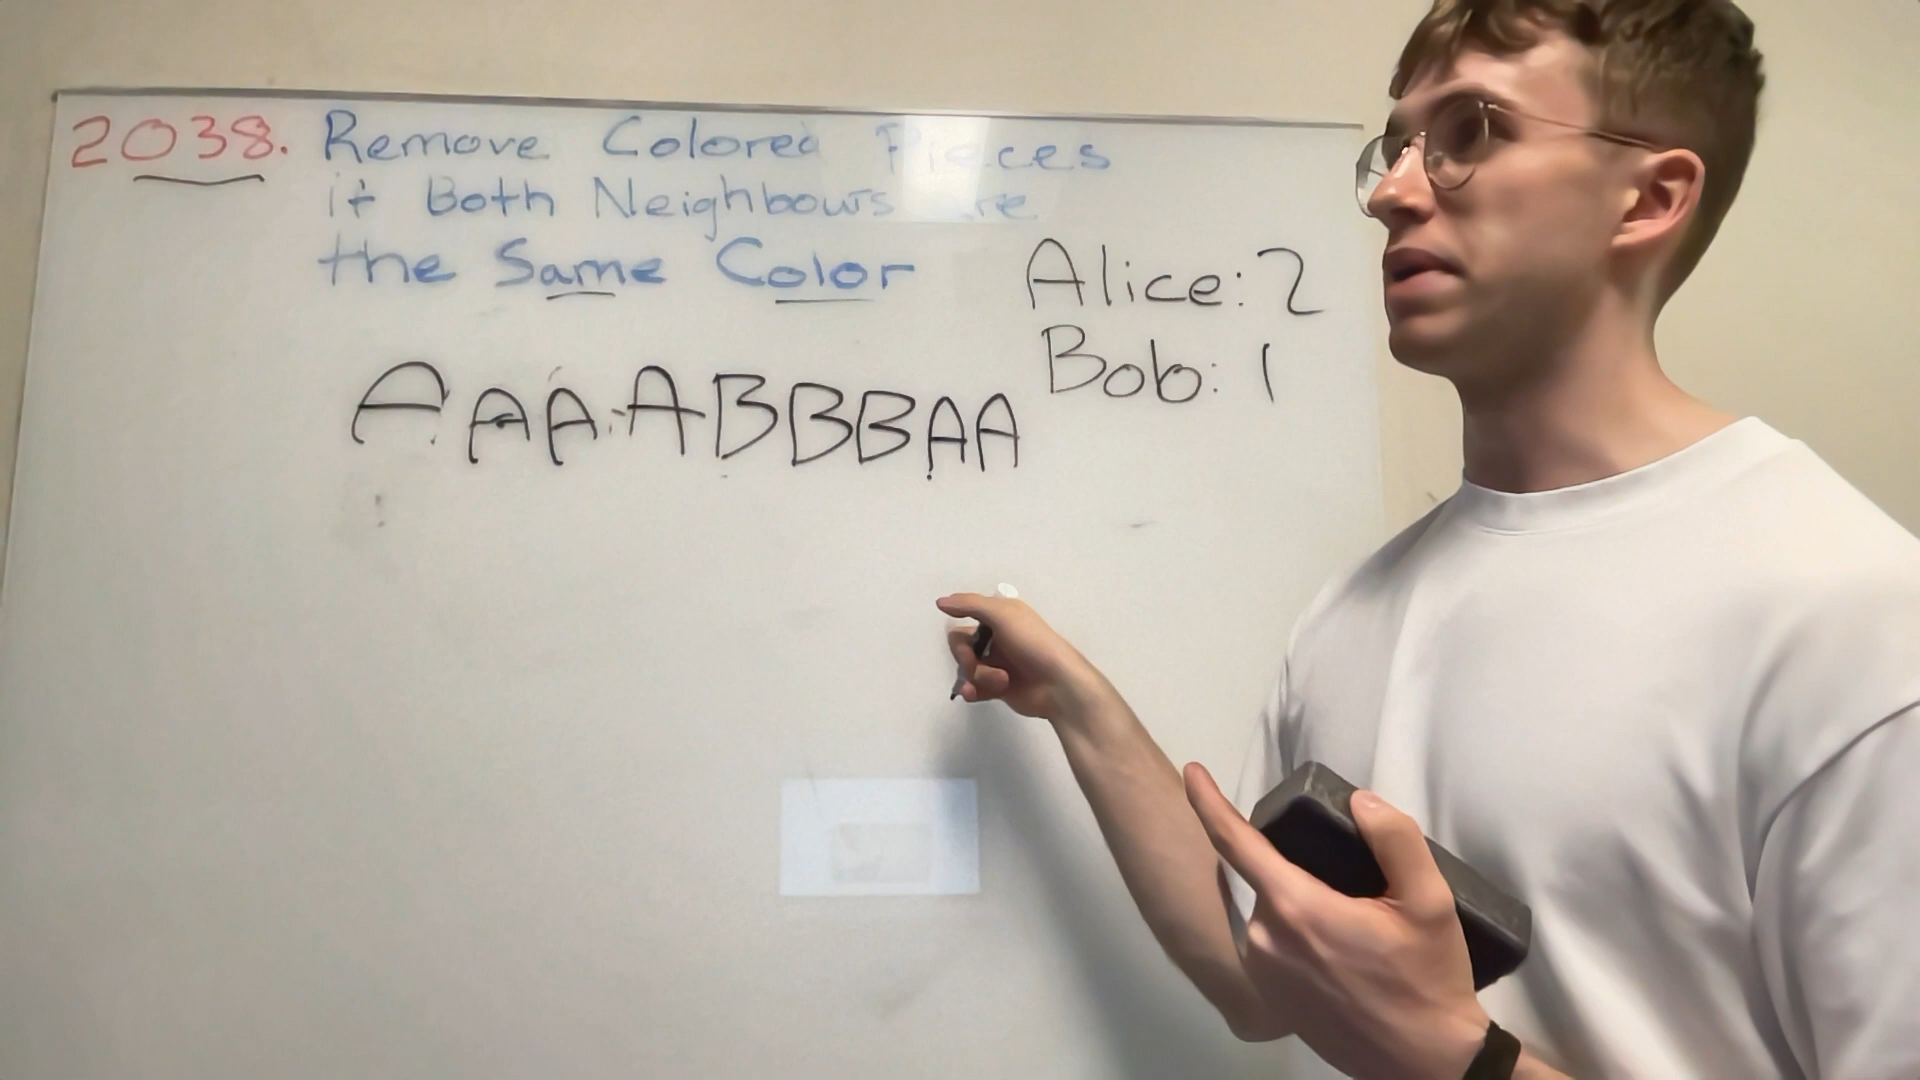 2038. Remove Colored Pieces
if Both Neighbours are
the Same Color
Alice: 2
Bob: 1
AAAABBBAA